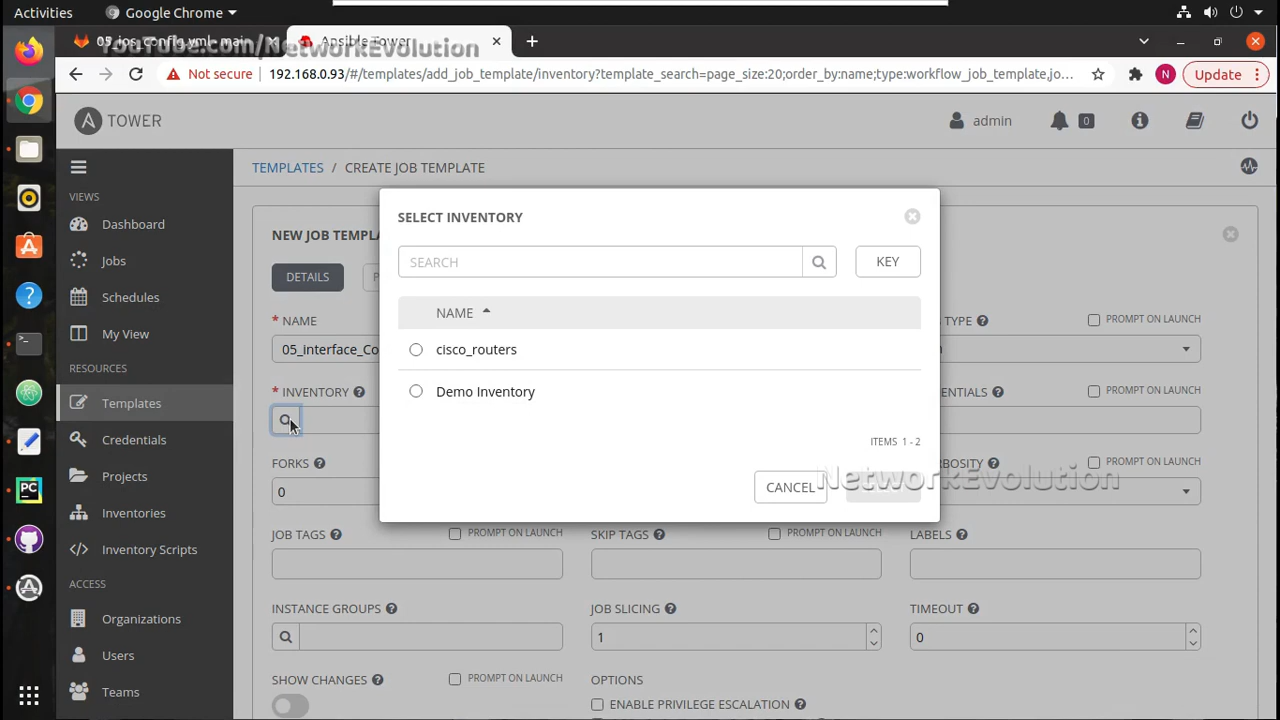 Activities
Google Chrome
05_ios_config.yml · main
Ansible Tower
YouTube.com/NetworkEvolution
Not secure
192.168.0.93/#/templates/add_job_template/inventory?template_search=page_size:20;order_by:name;type:workflow_job_template,jo...
N
Update
A TOWER
admin
0
VIEWS
Dashboard
Jobs
Schedules
My View
RESOURCES
Templates
Credentials
Projects
Inventories
Inventory Scripts
ACCESS
Organizations
Users
Teams
TEMPLATES / CREATE JOB TEMPLATE
NEW JOB TEMPL
DETAILS
P
* NAME
TYPE
PROMPT ON LAUNCH
05_interface_Co
n
* INVENTORY
ENTIALS
PROMPT ON LAUNCH
FORKS
RBOSITY
PROMPT ON LAUNCH
0
SELECT INVENTORY
SEARCH
KEY
NAME
cisco_routers
Demo Inventory
ITEMS 1 - 2
CANCEL
NetworkEvolution
JOB TAGS
PROMPT ON LAUNCH
SKIP TAGS
PROMPT ON LAUNCH
LABELS
INSTANCE GROUPS
JOB SLICING
TIMEOUT
1
0
SHOW CHANGES
PROMPT ON LAUNCH
OPTIONS
ENABLE PRIVILEGE ESCALATION